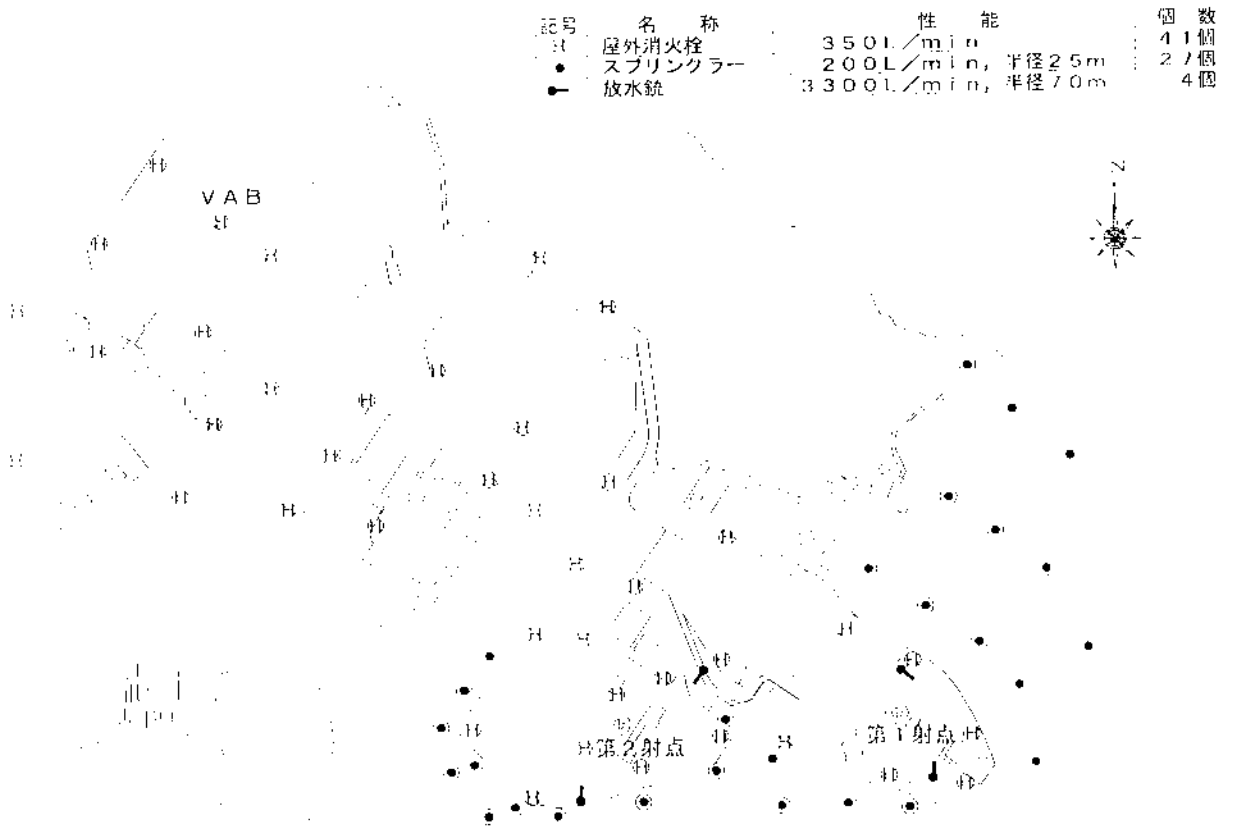 記号 名称 性能 個数
H 屋外消火栓 350L/min 41個
● スプリンクラー 200L/min, 半径25m 27個
放水銃 3300L/min, 半径70m 4個
VAB
N
第2射点
第1射点